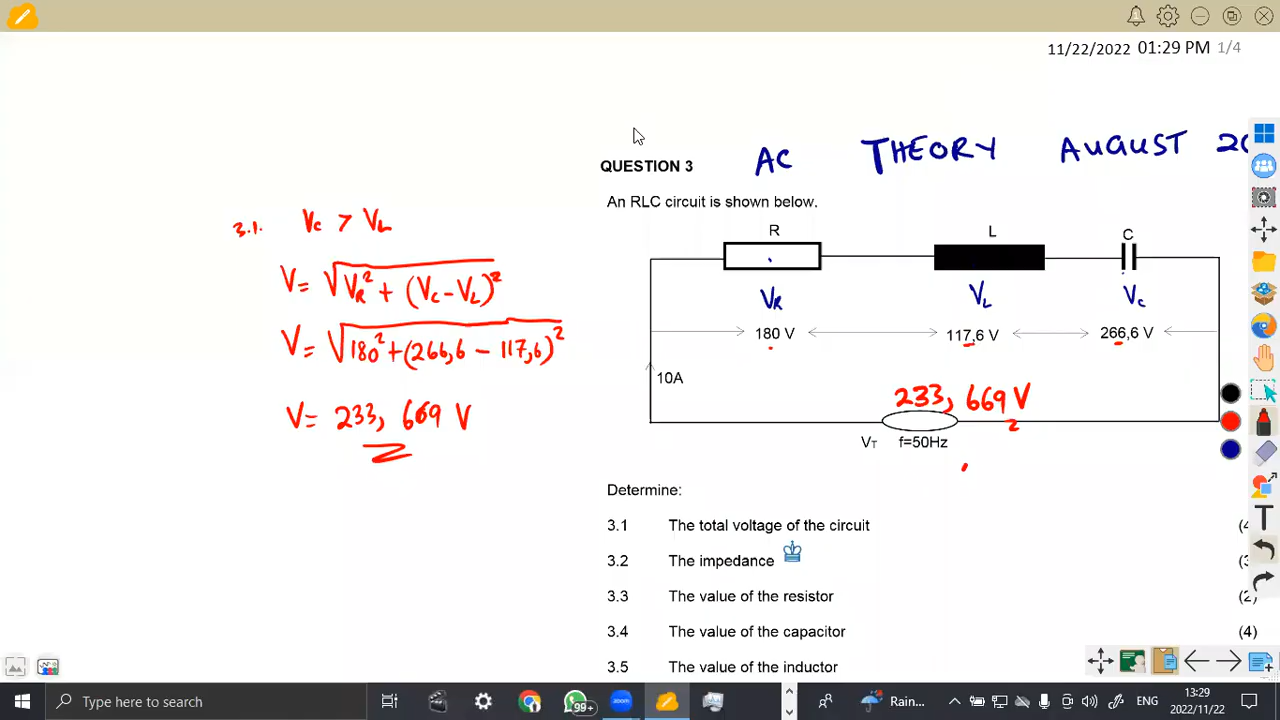 11/22/2022 01:29 PM 1/4
AC THEORY AUGUST 20
QUESTION 3
An RLC circuit is shown below.
R
L
C
VR
VL
VC
180 V
117,6 V
266,6 V
10A
233, 669 V
VT f=50Hz
3.1. VC > VL
V= √VR² + (VC-VL)²
V= √180²+(266,6 - 117,6)²
V= 233, 669 V
Determine:
3.1 The total voltage of the circuit (4
3.2 The impedance (3
3.3 The value of the resistor (2)
3.4 The value of the capacitor (4)
3.5 The value of the inductor
T
Type here to search
99+
Rain...
ENG
13:29
2022/11/22